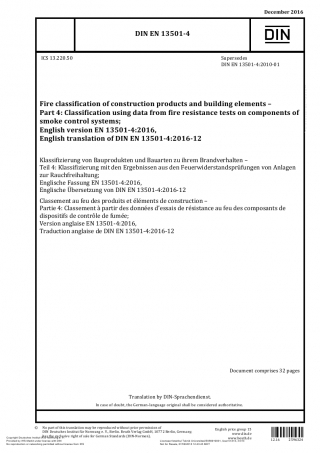 December 2016
DIN EN 13501-4
DIN
ICS 13.220.50
Supersedes
DIN EN 13501-4:2010-01
Fire classification of construction products and building elements –
Part 4: Classification using data from fire resistance tests on components of
smoke control systems;
English version EN 13501-4:2016,
English translation of DIN EN 13501-4:2016-12
Klassifizierung von Bauprodukten und Bauarten zu ihrem Brandverhalten –
Teil 4: Klassifizierung mit den Ergebnissen aus den Feuerwiderstandsprüfungen von Anlagen
zur Rauchfreihaltung;
Englische Fassung EN 13501-4:2016,
Englische Übersetzung von DIN EN 13501-4:2016-12
Classement au feu des produits et éléments de construction –
Partie 4: Classement à partir des données d'essais de résistance au feu des composants de
dispositifs de contrôle de fumée;
Version anglaise EN 13501-4:2016,
Traduction anglaise de DIN EN 13501-4:2016-12
Document comprises 32 pages
Translation by DIN-Sprachendienst.
In case of doubt, the German-language original shall be considered authoritative.
No part of this translation may be reproduced without prior permission of
DIN Deutsches Institut für Normung e. V., Berlin. Beuth Verlag GmbH, 10772 Berlin, Germany,
has the exclusive right of sale for German Standards (DIN-Normen).
www.din.de
www.beuth.de